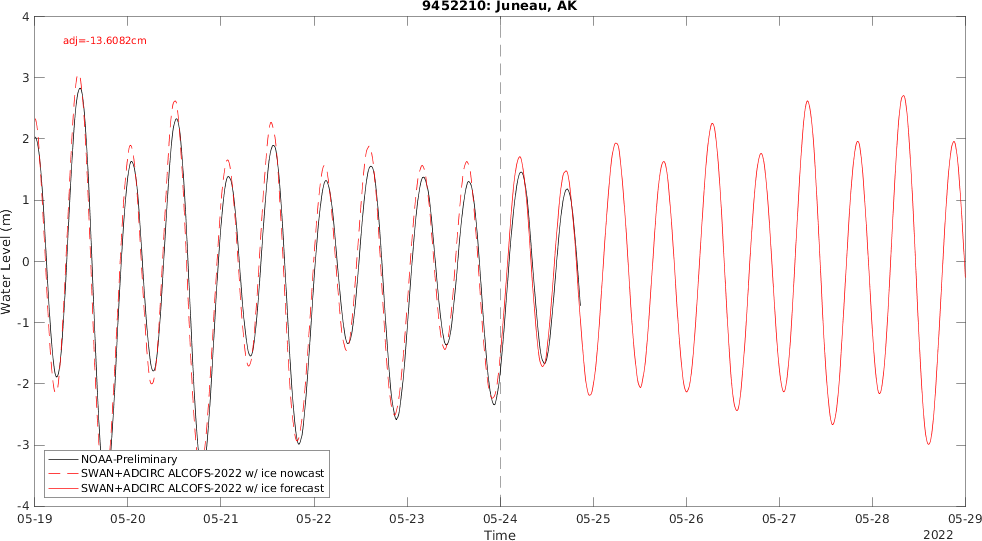 9452210: Juneau, AK
adj=-13.6082cm
Water Level (m)
4
3
2
1
0
-1
-2
-3
-4
NOAA-Preliminary
SWAN+ADCIRC ALCOFS-2022 w/ ice nowcast
SWAN+ADCIRC ALCOFS-2022 w/ ice forecast
05-19 05-20 05-21 05-22 05-23 05-24 05-25 05-26 05-27 05-28 05-29
Time
2022